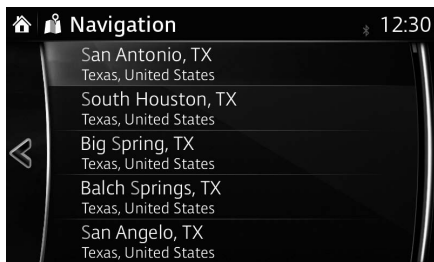 Navigation
12:30
San Antonio, TX
Texas, United States
South Houston, TX
Texas, United States
Big Spring, TX
Texas, United States
Balch Springs, TX
Texas, United States
San Angelo, TX
Texas, United States